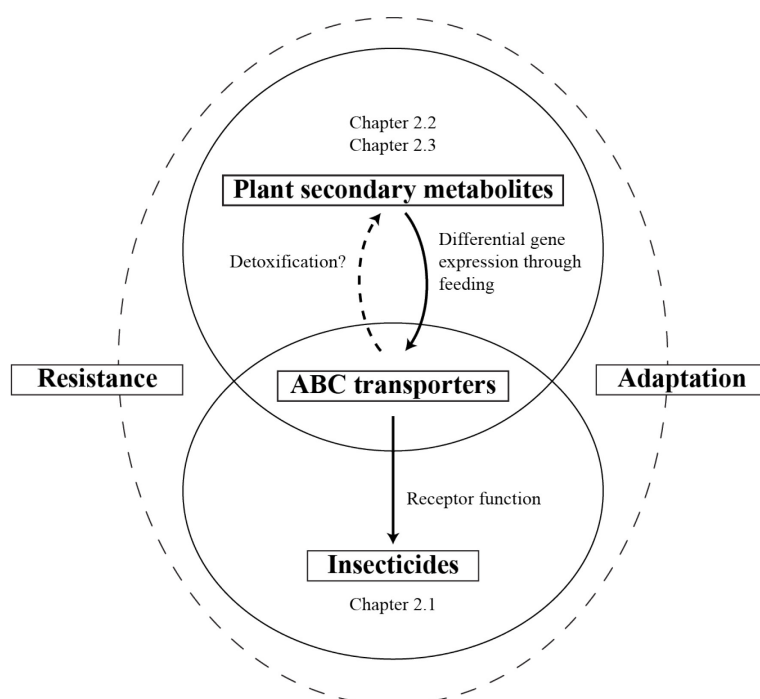 Chapter 2.2
Chapter 2.3
Plant secondary metabolites
Detoxification?
Differential gene
expression through
feeding
Resistance
ABC transporters
Adaptation
Receptor function
Insecticides
Chapter 2.1